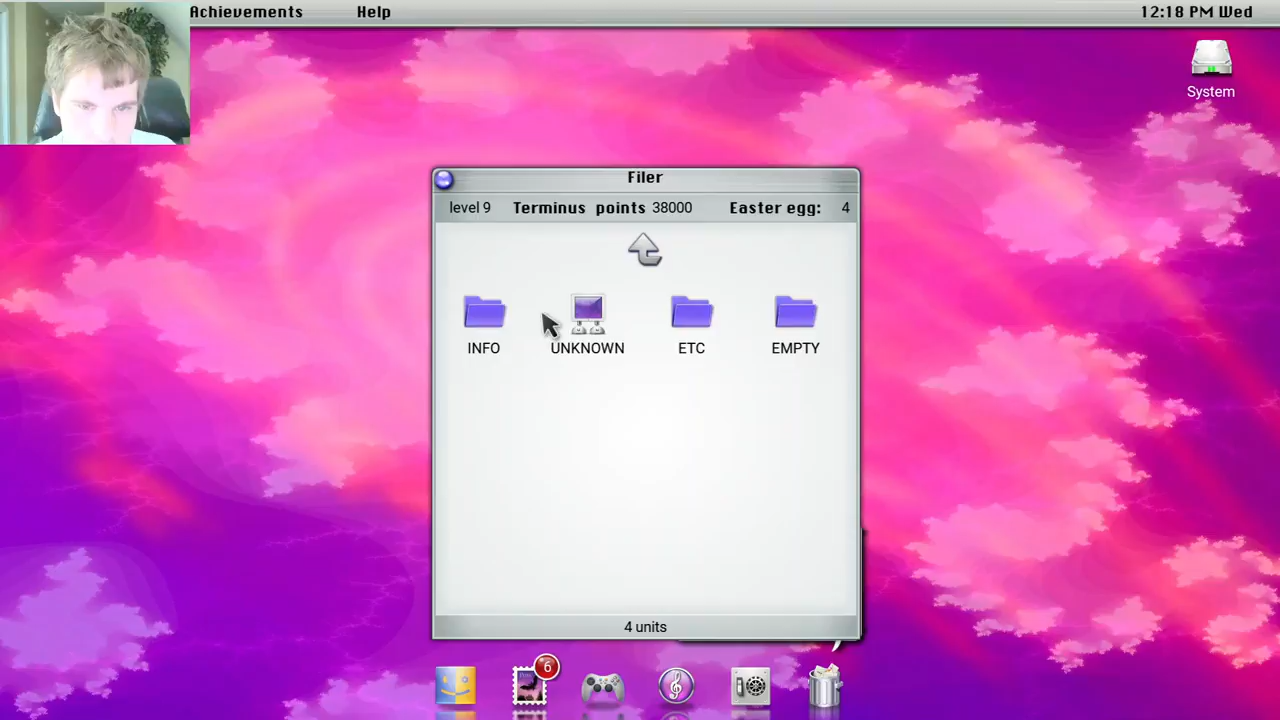 Achievements Help 12:18 PM Wed
System
Filer
level 9 Terminus points 38000 Easter egg: 4
INFO UNKNOWN ETC EMPTY
4 units
6